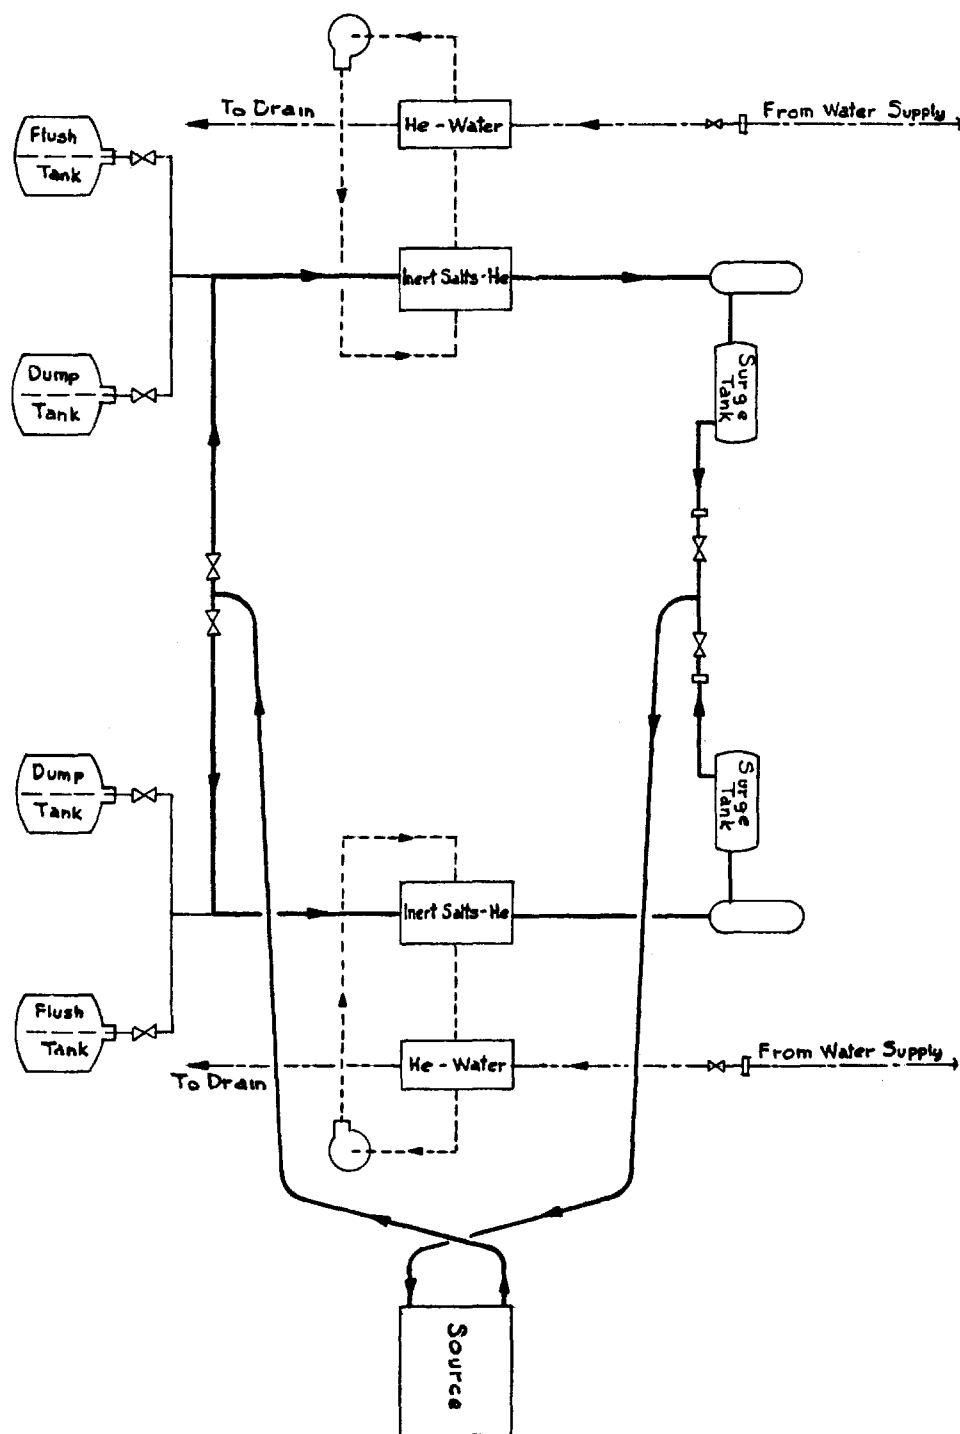 To Drain
He - Water
From Water Supply
Flush
Tank
Inert Salts-He
Dump
Tank
Surge
Tank
Dump
Tank
Surge
Tank
Inert Salts-He
Flush
Tank
He - Water
From Water Supply
To Drain
Source